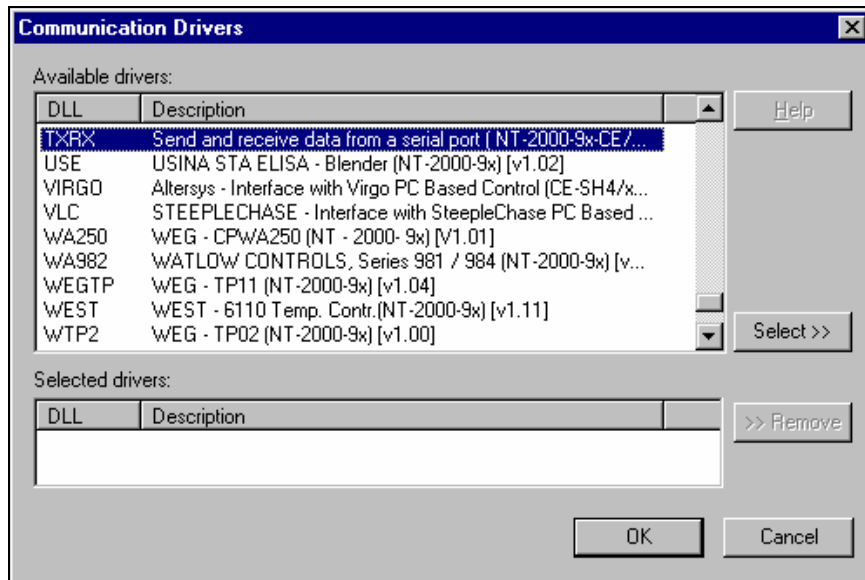 Communication Drivers
Available drivers:
DLL Description
TXRX Send and receive data from a serial port ( NT-2000-9x-CE/...
USE USINA STA ELISA - Blender (NT-2000-9x) [v1.02]
VIRGO Altersys - Interface with Virgo PC Based Control (CE-SH4/x...
VLC STEEPLECHASE - Interface with SteepleChase PC Based ...
WA250 WEG - CPWA250 (NT - 2000- 9x) [V1.01]
WA982 WATLOW CONTROLS, Series 981 / 984 (NT-2000-9x) [v...
WEGTP WEG - TP11 (NT-2000-9x) [v1.04]
WEST WEST - 6110 Temp. Contr.(NT-2000-9x) [v1.11]
WTP2 WEG - TP02 (NT-2000-9x) [v1.00]
Help
Select >>
Selected drivers:
DLL Description
>> Remove
OK Cancel